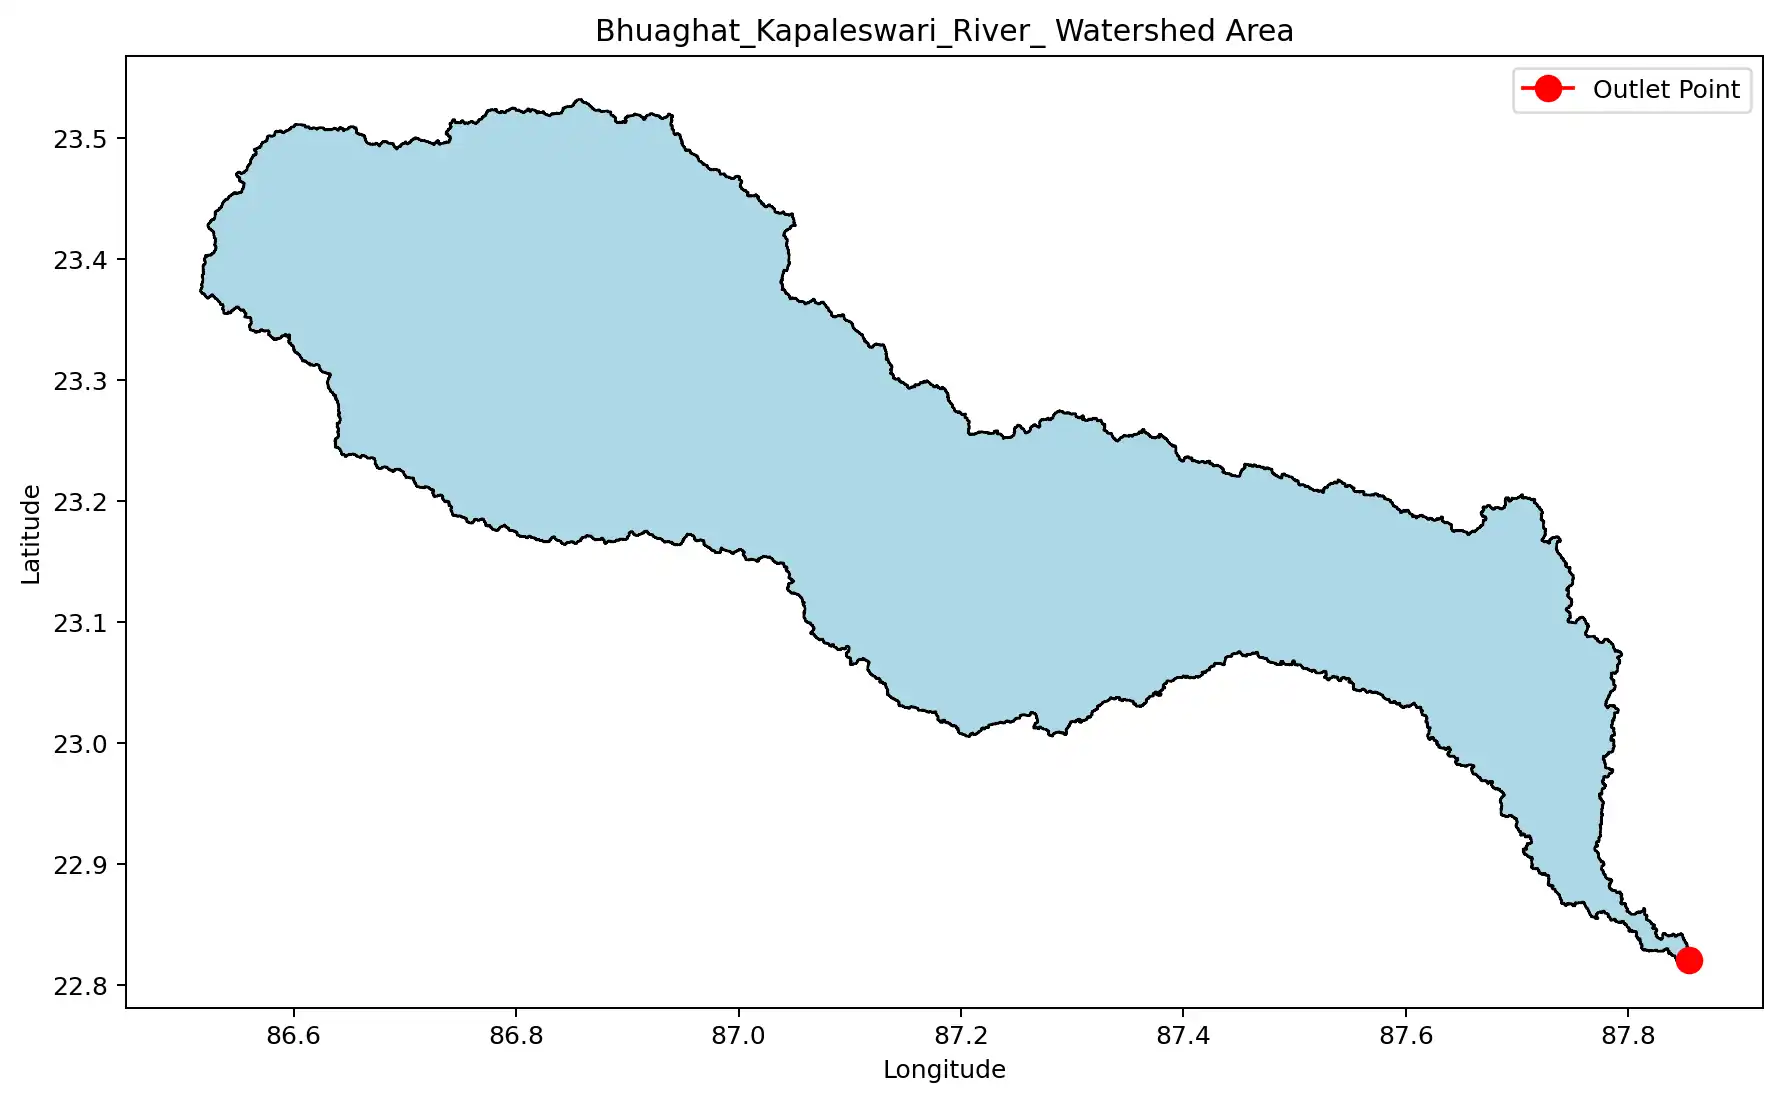 Bhuaghat_Kapaleswari_River_ Watershed Area
Outlet Point
23.5
23.4
23.3
23.2
23.1
23.0
22.9
22.8
Latitude
86.6 86.8 87.0 87.2 87.4 87.6 87.8
Longitude